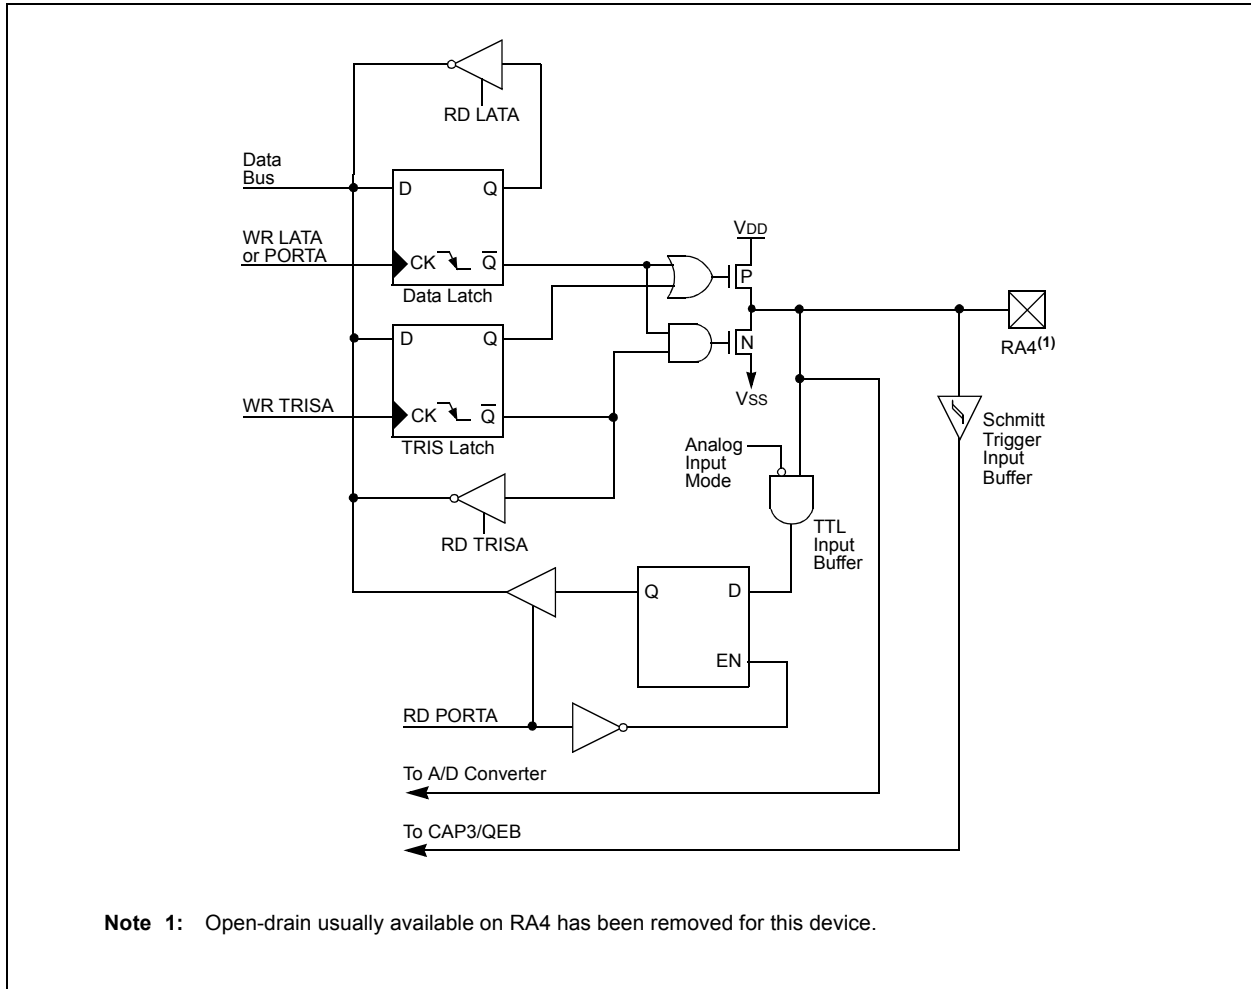 RD LATA
Data
Bus
D
Q
WR LATA
or PORTA
CK
Q
Data Latch
VDD
P
N
VSS
RA4(1)
D
Q
WR TRISA
CK
Q
TRIS Latch
Analog
Input
Mode
Schmitt
Trigger
Input
Buffer
RD TRISA
TTL
Input
Buffer
Q
D
EN
RD PORTA
To A/D Converter
To CAP3/QEB
Note 1: Open-drain usually available on RA4 has been removed for this device.